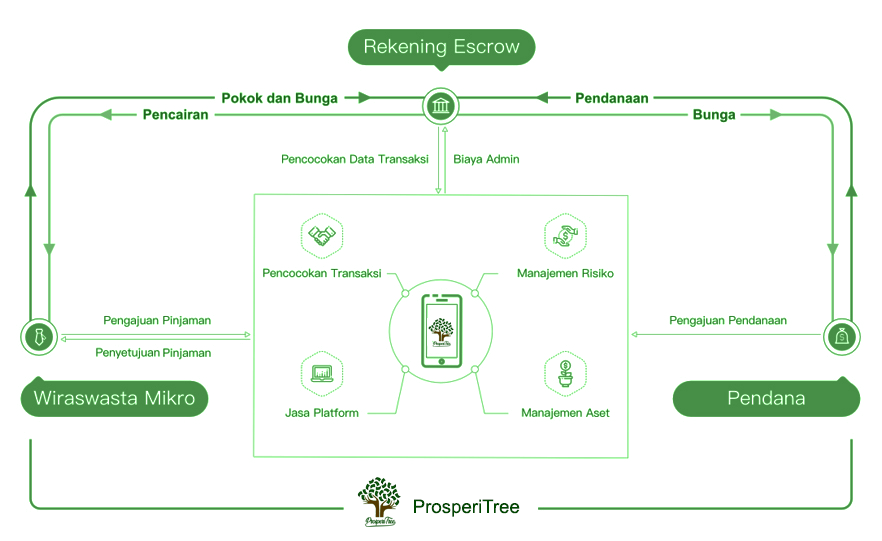 Rekening Escrow
Pokok dan Bunga
Pendanaan
Pencairan
Bunga
Pencocokan Data Transaksi
Biaya Admin
Pencocokan Transaksi
Manajemen Risiko
Pengajuan Pinjaman
Penyetujuan Pinjaman
Pengajuan Pendanaan
ProsperiTree
Jasa Platform
Manajemen Aset
Wiraswasta Mikro
Pendana
ProsperiTree
ProsperiTree